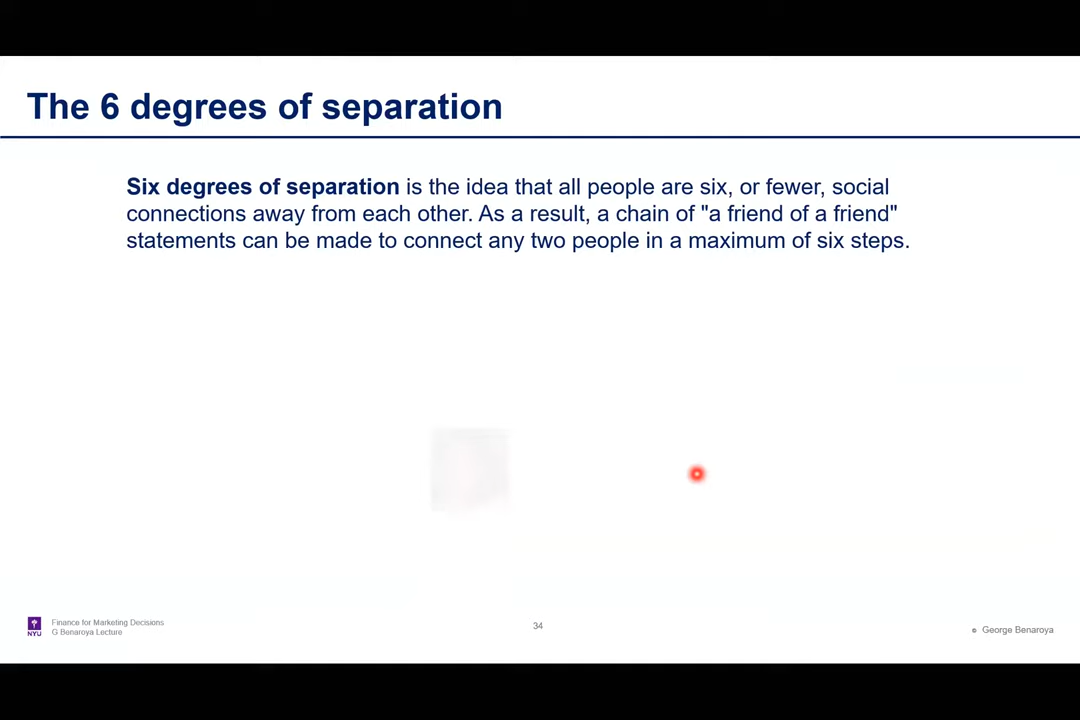 The 6 degrees of separation
Six degrees of separation is the idea that all people are six, or fewer, social
connections away from each other. As a result, a chain of "a friend of a friend"
statements can be made to connect any two people in a maximum of six steps.
NYU
Finance for Marketing Decisions
G Benaroya Lecture
34
© George Benaroya